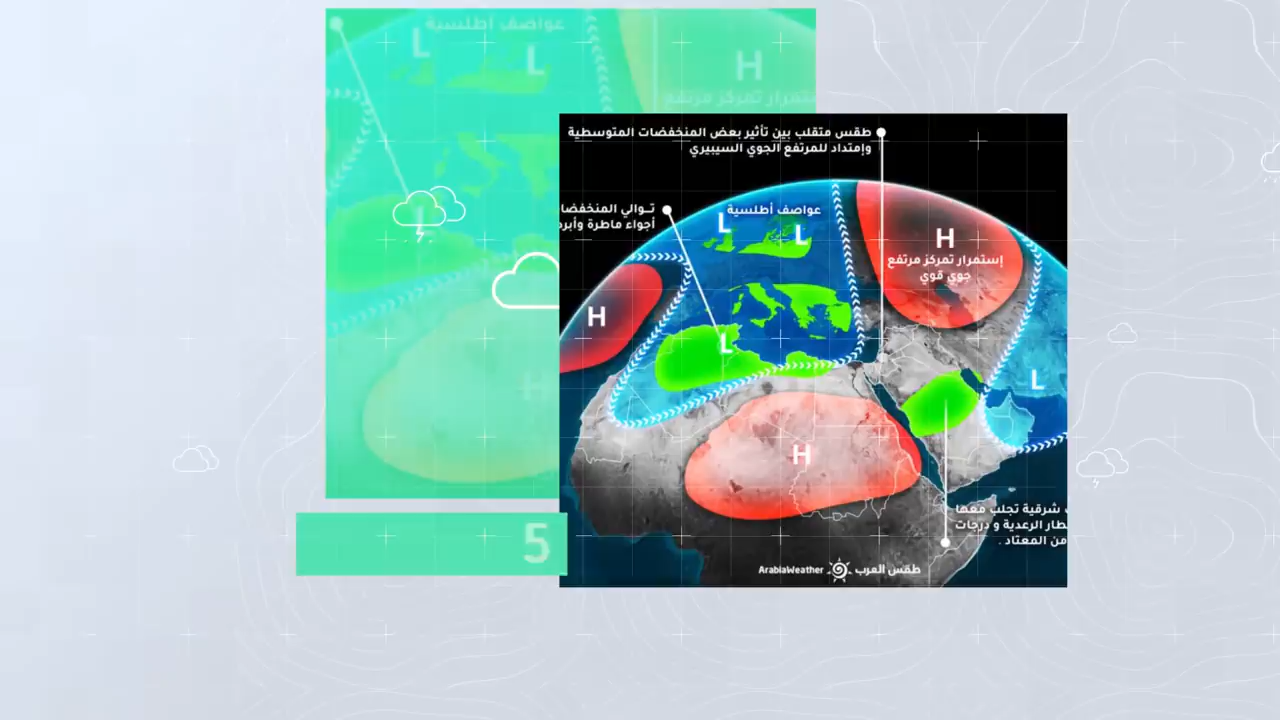 عواصف أطلسية
L
L
H
إستمرار تمركز مرتفع
5
طقس متقلب بين تأثير بعض المنخفضات المتوسطية
وإمتداد للمرتفع الجوي السيبيري
تـوالي المنخفضا
أجواء ماطرة وأبرد
عواصف أطلسية
L
L
H
إستمرار تمركز مرتفع
جوي قوي
H
L
L
H
شرقية تجلب معها
طار الرعدية و درجات
من المعتاد .
ArabiaWeather طقس العرب